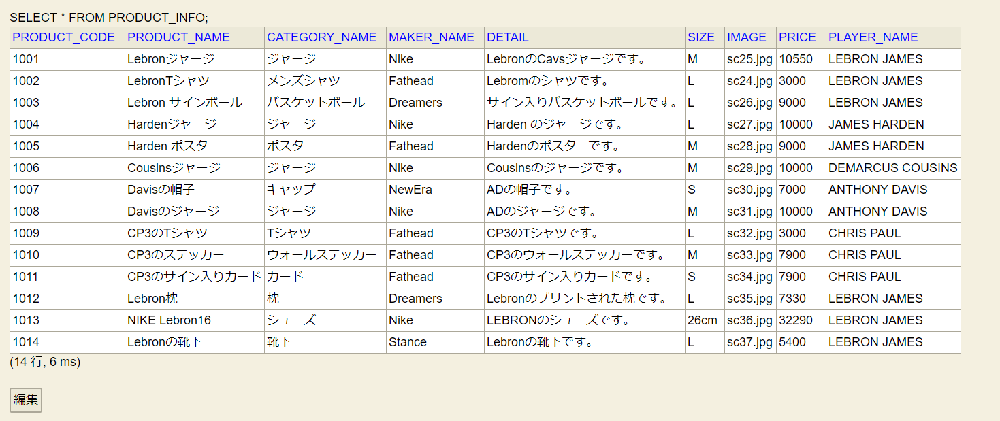 SELECT * FROM PRODUCT_INFO;
PRODUCT_CODE PRODUCT_NAME CATEGORY_NAME MAKER_NAME DETAIL SIZE IMAGE PRICE PLAYER_NAME
1001 Lebronジャージ ジャージ Nike LebronのCavsジャージです。 M sc25.jpg 10550 LEBRON JAMES
1002 LebronTシャツ メンズシャツ Fathead Lebromのシャツです。 L sc24.jpg 3000 LEBRON JAMES
1003 Lebron サインボール バスケットボール Dreamers サイン入りバスケットボールです。 L sc26.jpg 9000 LEBRON JAMES
1004 Hardenジャージ ジャージ Nike Harden のジャージです。 L sc27.jpg 10000 JAMES HARDEN
1005 Harden ポスター ポスター Fathead Hardenのポスターです。 M sc28.jpg 9000 JAMES HARDEN
1006 Cousinsジャージ ジャージ Nike Cousinsのジャージです。 M sc29.jpg 10000 DEMARCUS COUSINS
1007 Davisの帽子 キャップ NewEra ADの帽子です。 S sc30.jpg 7000 ANTHONY DAVIS
1008 Davisのジャージ ジャージ Nike ADのジャージです。 M sc31.jpg 10000 ANTHONY DAVIS
1009 CP3のTシャツ Tシャツ Fathead CP3のTシャツです。 L sc32.jpg 3000 CHRIS PAUL
1010 CP3のステッカー ウォールステッカー Fathead CP3のウォールステッカーです。 M sc33.jpg 7900 CHRIS PAUL
1011 CP3のサイン入りカード カード Fathead CP3のサイン入りカードです。 S sc34.jpg 7900 CHRIS PAUL
1012 Lebron枕 枕 Dreamers Lebronのプリントされた枕です。 L sc35.jpg 7330 LEBRON JAMES
1013 NIKE Lebron16 シューズ Nike LEBRONのシューズです。 26cm sc36.jpg 32290 LEBRON JAMES
1014 Lebronの靴下 靴下 Stance Lebronの靴下です。 L sc37.jpg 5400 LEBRON JAMES
(14 行, 6 ms)
編集